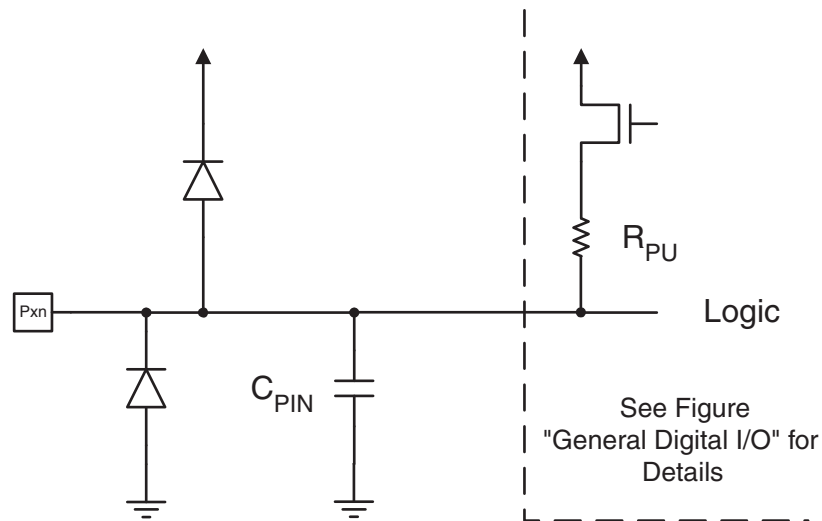 R_PU
Pxn
Logic
C_PIN
See Figure
"General Digital I/O" for
Details